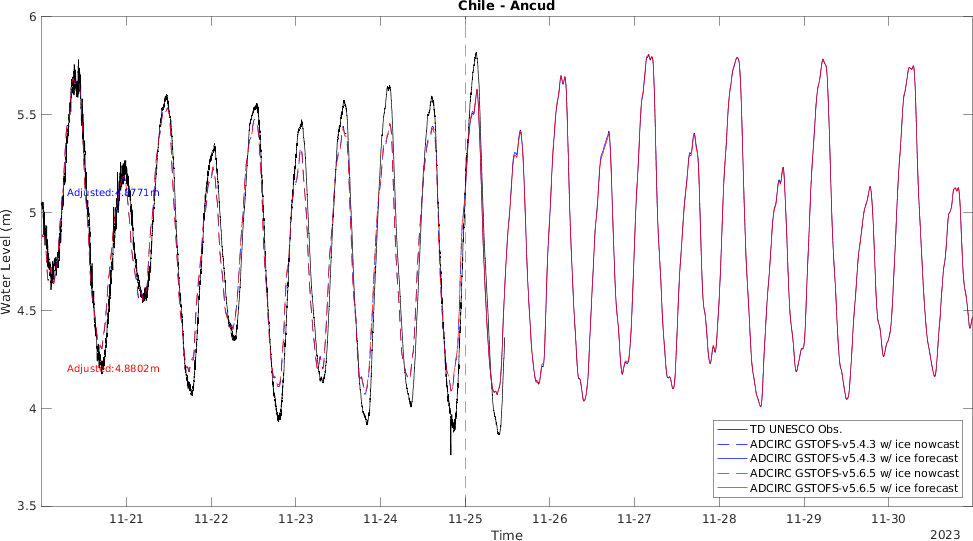 Chile - Ancud
6
5.5
5
4.5
4
3.5
Water Level (m)
Adjusted:4.8771m
Adjusted:4.8802m
TD UNESCO Obs.
ADCIRC GSTOFS-v5.4.3 w/ ice nowcast
ADCIRC GSTOFS-v5.4.3 w/ ice forecast
ADCIRC GSTOFS-v5.6.5 w/ ice nowcast
ADCIRC GSTOFS-v5.6.5 w/ ice forecast
11-21 11-22 11-23 11-24 11-25 11-26 11-27 11-28 11-29 11-30
Time
2023